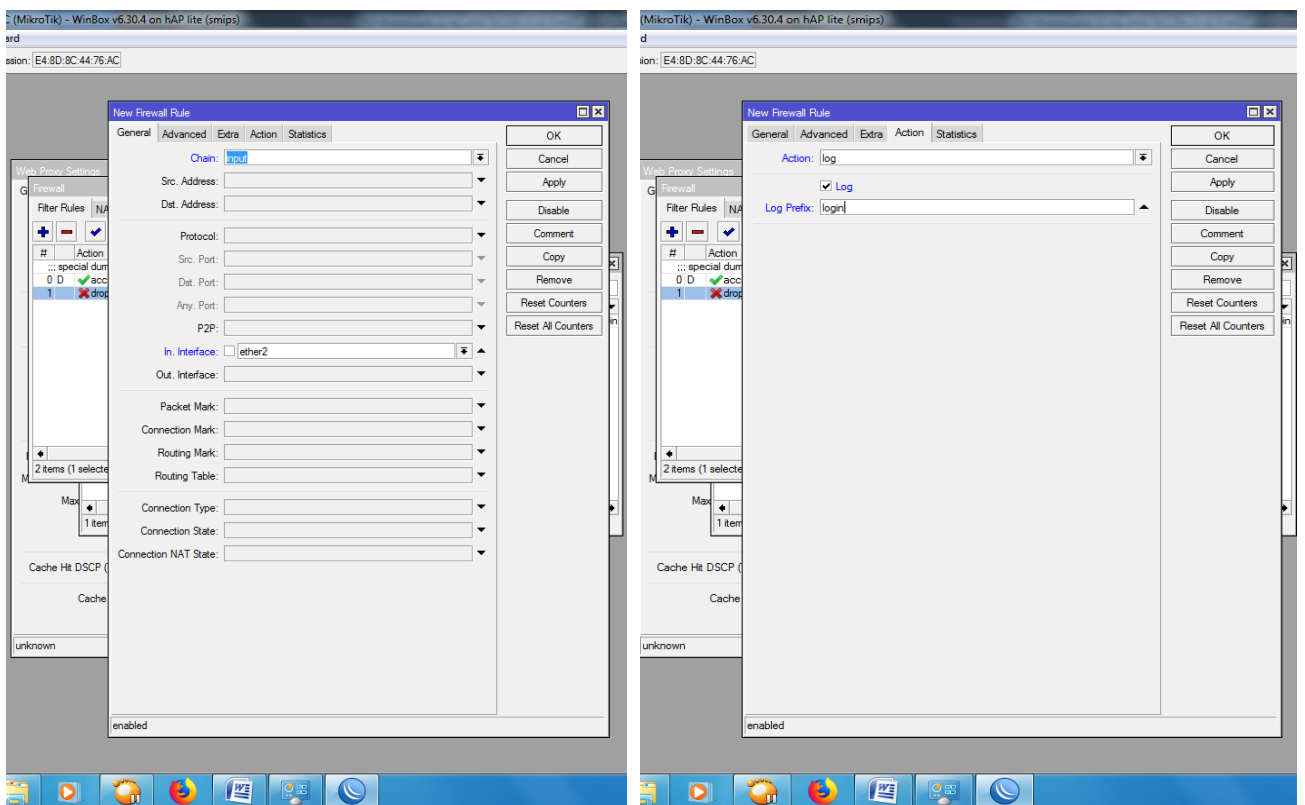 C (MikroTik) - WinBox v6.30.4 on hAP lite (smips)
ard
ssion: E4:8D:8C:44:76:AC
New Firewall Rule
General Advanced Extra Action Statistics
Chain: input
Src. Address:
Dst. Address:
Protocol:
Src. Port:
Dst. Port:
Any. Port:
P2P:
In. Interface: ether2
Out. Interface:
Packet Mark:
Connection Mark:
Routing Mark:
Routing Table:
Connection Type:
Connection State:
Connection NAT State:
enabled
OK
Cancel
Apply
Disable
Comment
Copy
Remove
Reset Counters
Reset All Counters
Web Proxy Settings
G
Firewall
Filter Rules NA
# Action
::: special dum
0 D acc
1 drop
2 items (1 selecte
M
Max
1 item
Cache Hit DSCP (
Cache
unknown
in
(MikroTik) - WinBox v6.30.4 on hAP lite (smips)
d
ion: E4:8D:8C:44:76:AC
New Firewall Rule
General Advanced Extra Action Statistics
Action: log
Log
Log Prefix: login
enabled
OK
Cancel
Apply
Disable
Comment
Copy
Remove
Reset Counters
Reset All Counters
Web Proxy Settings
G
Firewall
Filter Rules NA
# Action
::: special dum
0 D acc
1 drop
2 items (1 selecte
M
Max
1 item
Cache Hit DSCP (
Cache
unknown
in